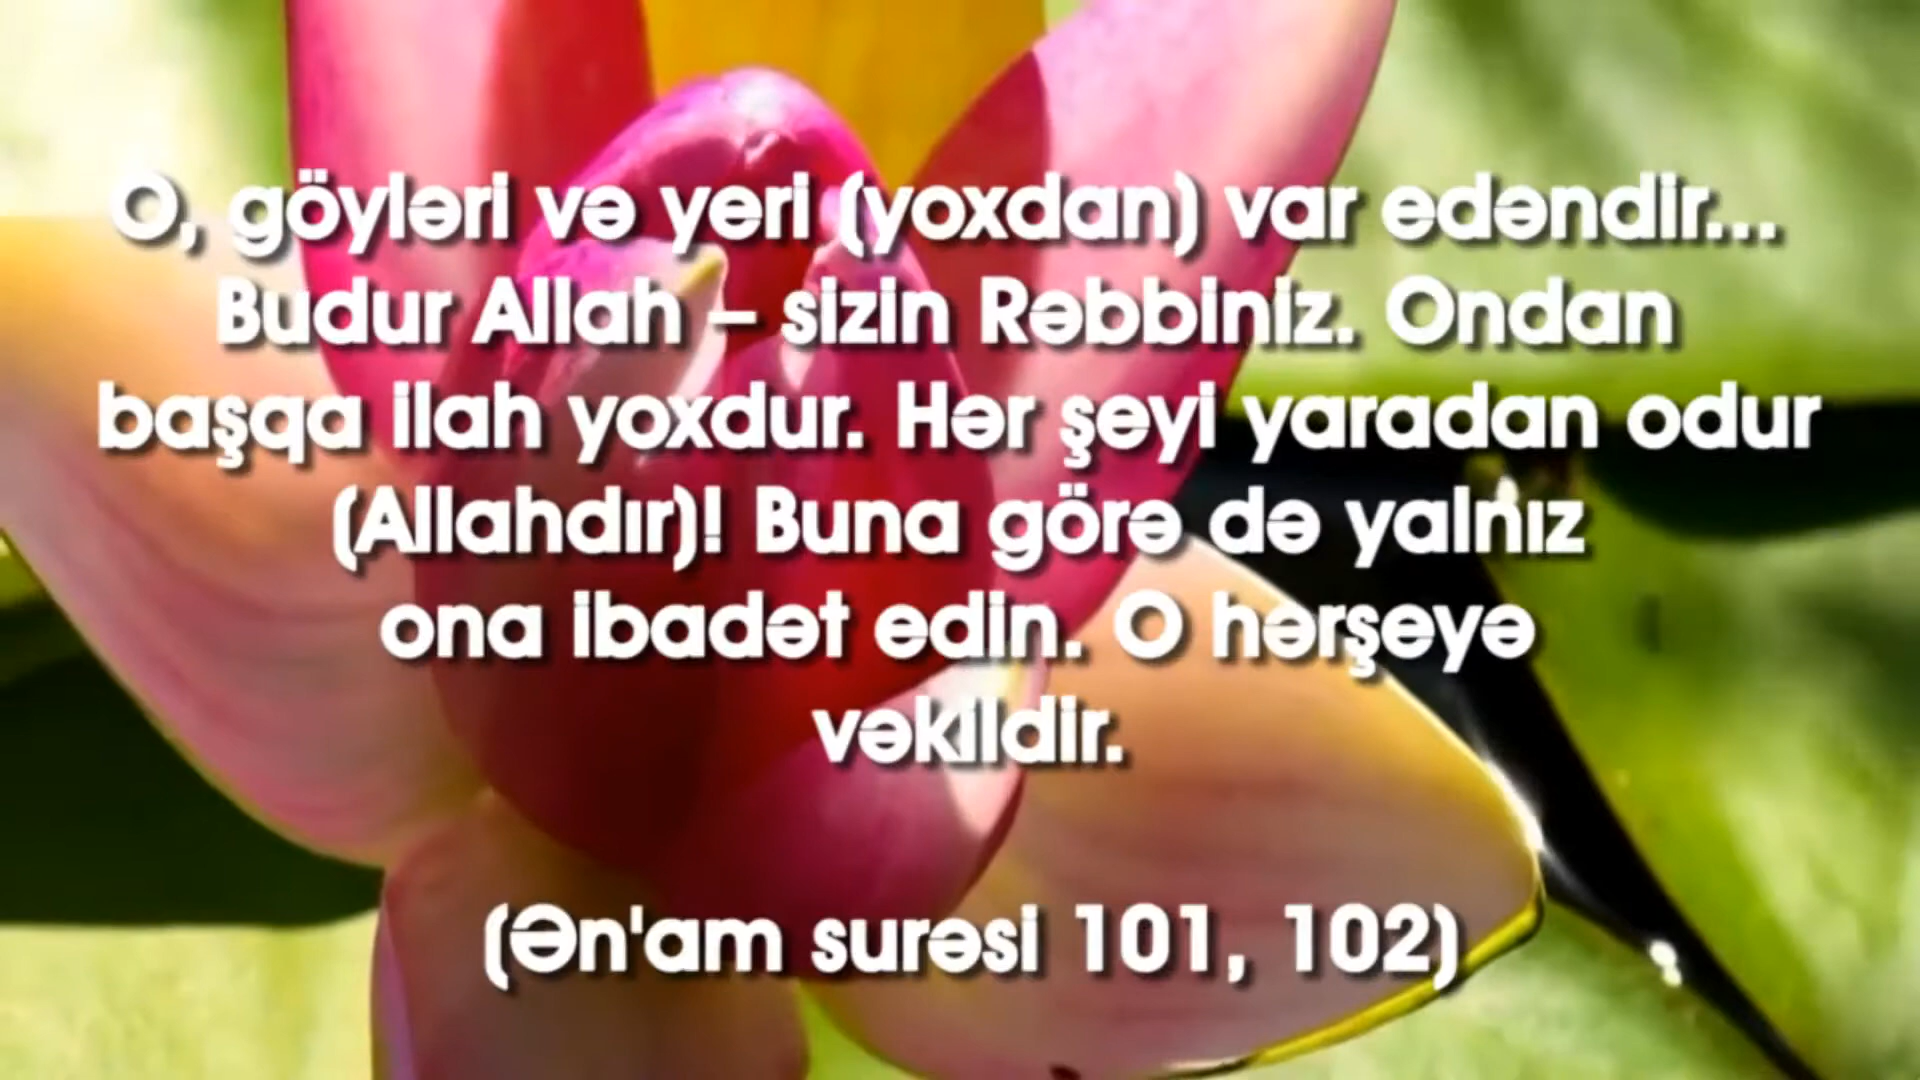 O, göyləri və yeri (yoxdan) var edəndir...
Budur Allah – sizin Rəbbiniz. Ondan
başqa ilah yoxdur. Hər şeyi yaradan odur
(Allahdır)! Buna görə də yalnız
ona ibadət edin. O hərşeyə
vəkildir.
(Ən'am surəsi 101, 102)